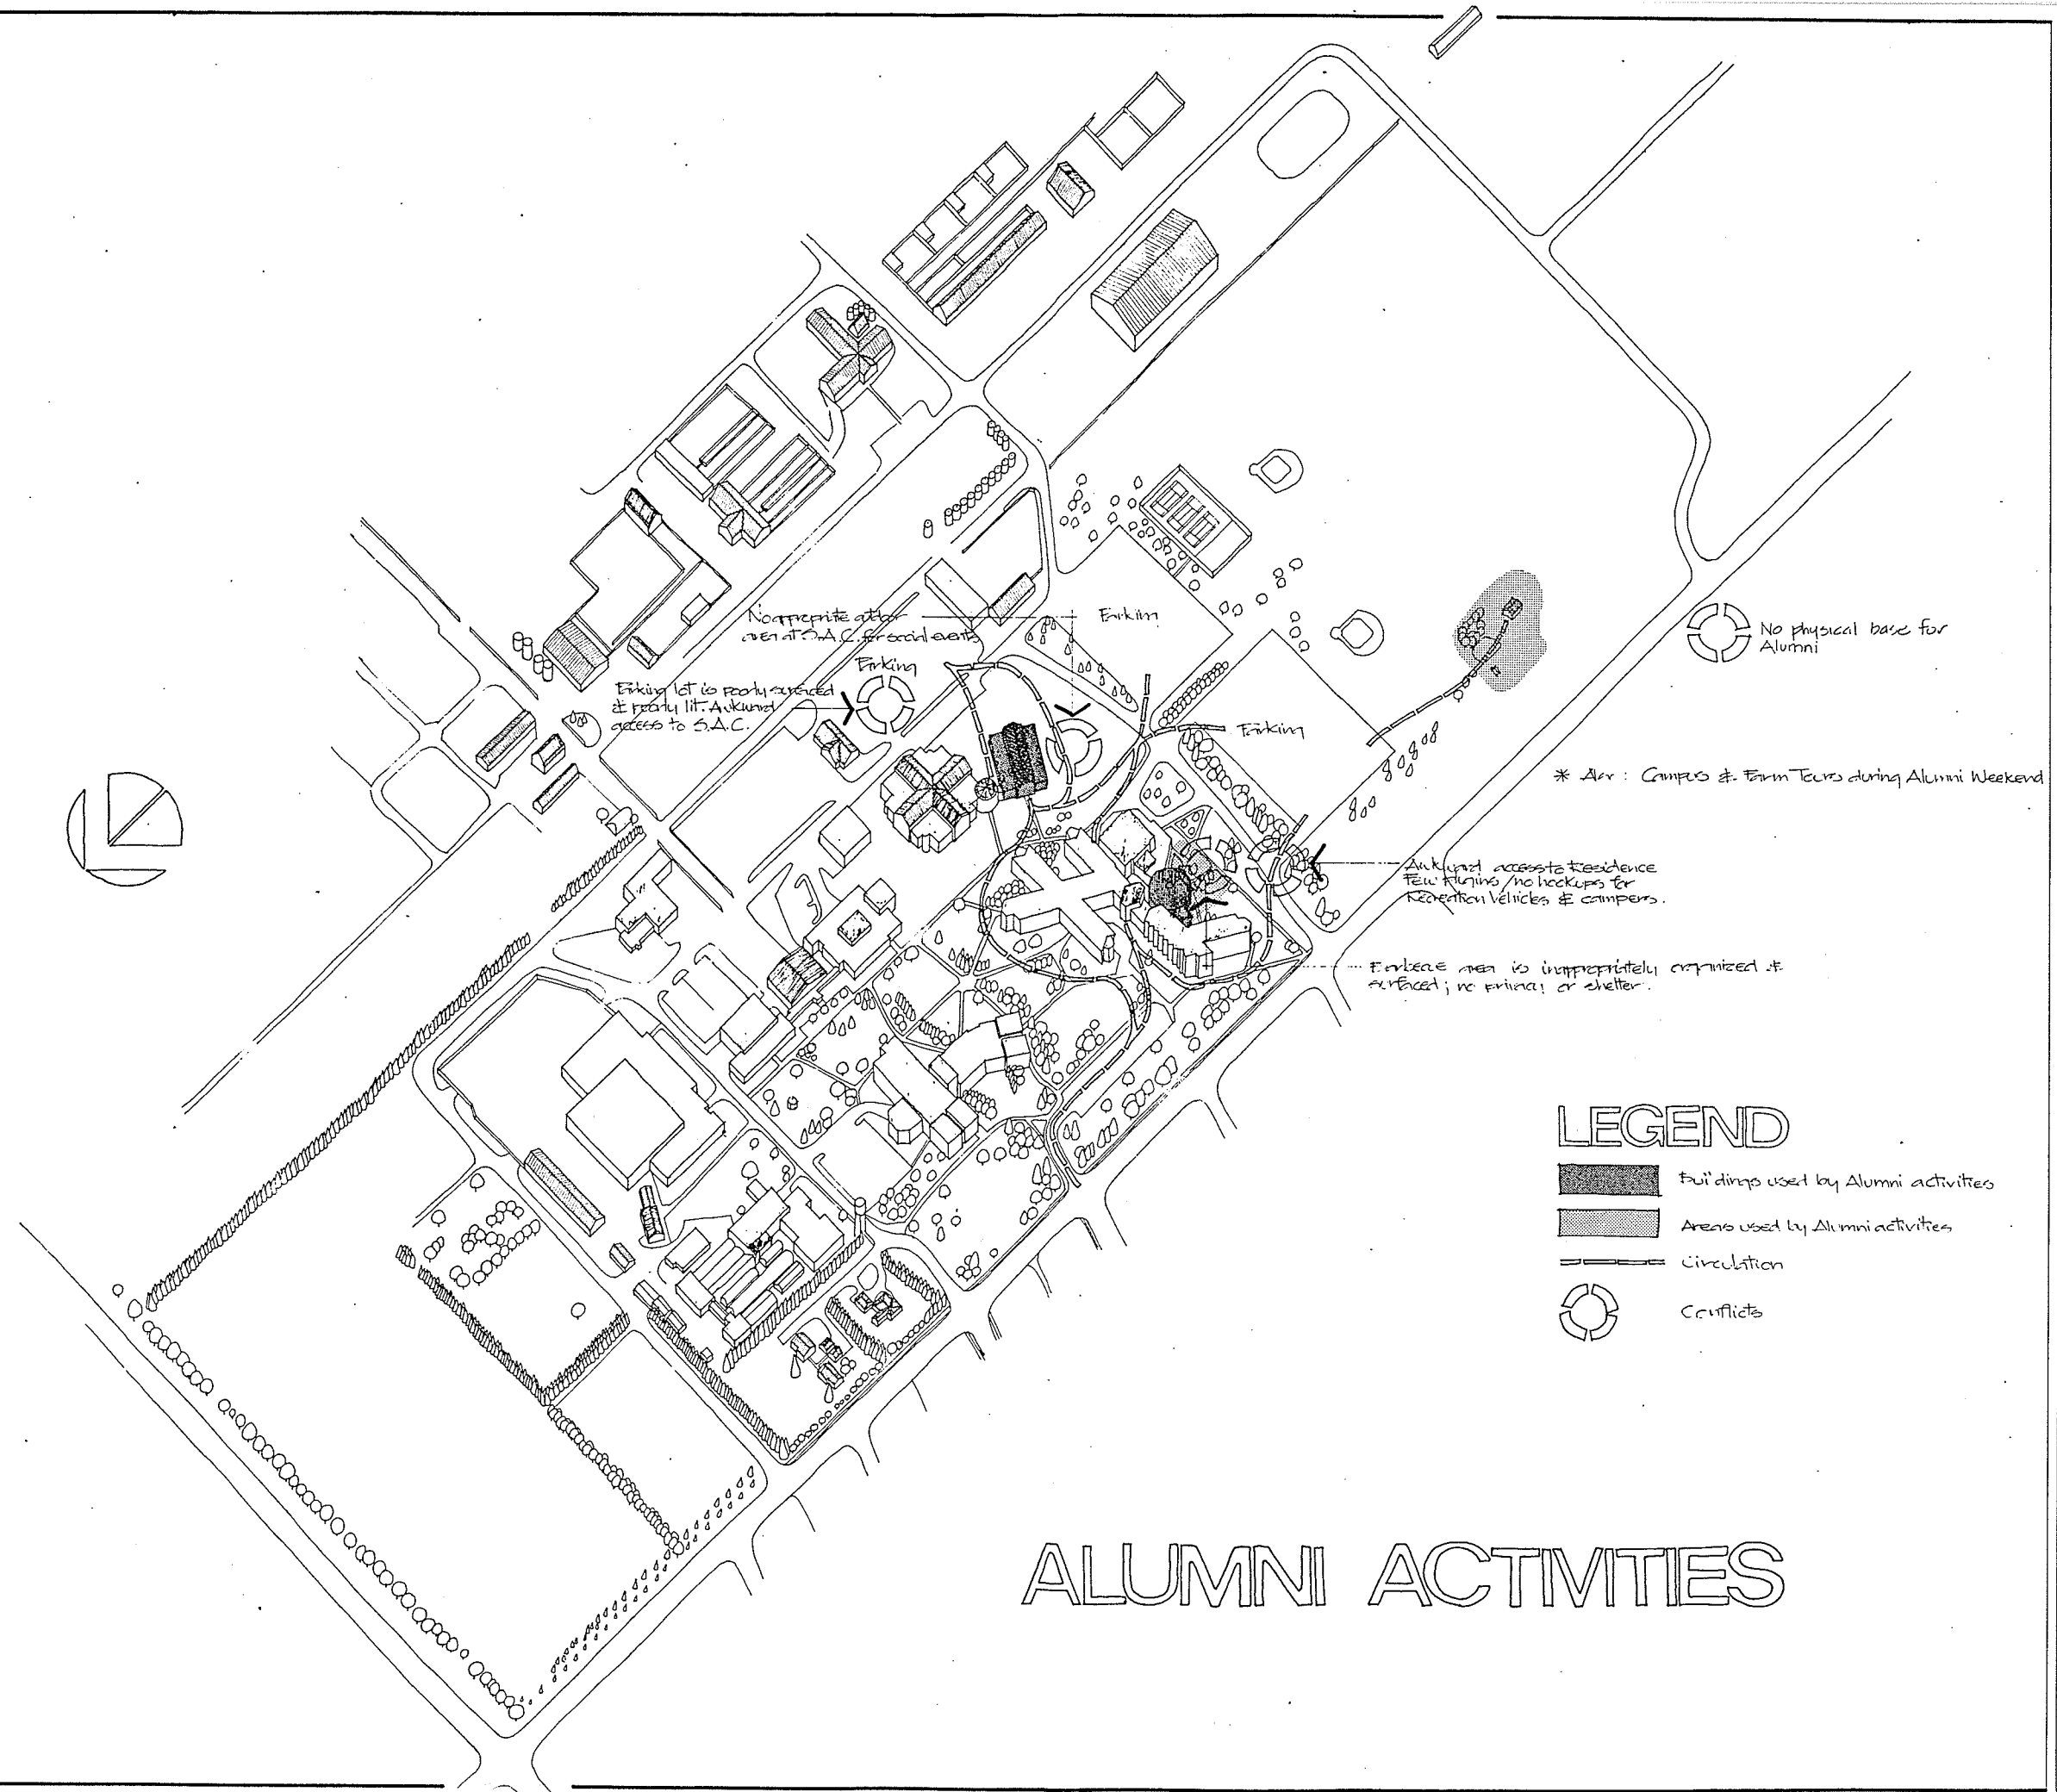 No appropriate outdoor
area at S.A.C. for social events
Parking
Parking
Parking lot is poorly surfaced
& poorly lit. Awkward
access to S.A.C.
Parking
No physical base for
Alumni
* Also : Campus & Farm Tours during Alumni Weekend
Awkward access to Residence
Few /no hookups for
Recreation Vehicles & campers.
Barbecue area is inappropriately organized &
surfaced ; no privacy or shelter.
LEGEND
Buildings used by Alumni activities
Areas used by Alumni activities
Circulation
Conflicts
ALUMNI ACTIVITIES